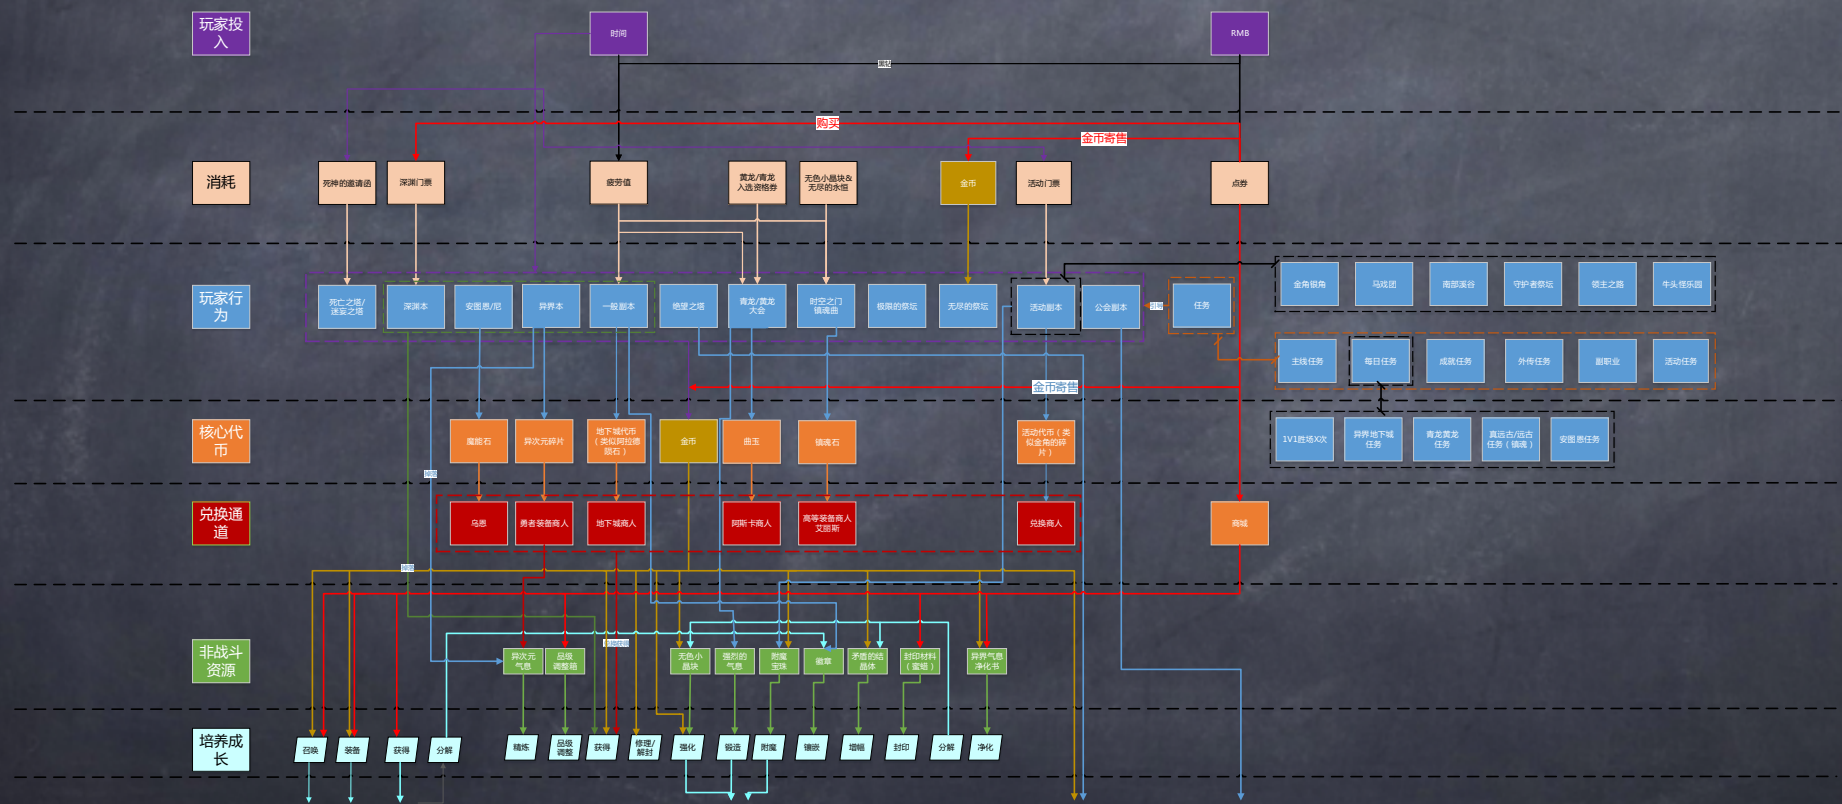 玩家投
入
时间
RMB
购买
金币寄售
消耗
死神的邀请函
深渊门票
疲劳值
黄龙/青龙
入选资格券
无色小晶块&
无尽的永恒
金币
活动门票
点券
玩家行
为
死亡之塔/
迷妄之塔
深渊本
安图恩/尼
异界本
一般副本
绝望之塔
青龙/黄龙
大会
时空之门
镇魂曲
极限的祭坛
无尽的祭坛
活动副本
公会副本
任务
金角银角
马戏团
南部溪谷
守护者祭坛
领主之路
牛头怪乐园
主线任务
每日任务
成就任务
外传任务
副职业
活动任务
金币寄售
核心代
币
魔能石
异次元碎片
地下城代币
（类似阿拉德
陨石）
金币
曲玉
镇魂石
活动代币（类
似金角的碎
片）
1V1胜场X次
异界地下城
任务
青龙黄龙
任务
真远古/远古
任务（镇魂）
安图恩任务
兑换通
道
乌恩
勇者装备商人
地下城商人
阿斯卡商人
高等装备商人
艾丽斯
兑换商人
商城
非战斗
资源
异次元
气息
品级
调整箱
无色小
晶块
强烈的
气息
附魔
宝珠
徽章
矛盾的结
晶体
封印材料
（蜜蜡）
异界气息
净化书
培养成
长
召唤
装备
获得
分解
精炼
品级
调整
获得
修理/
解封
强化
锻造
附魔
镶嵌
增幅
封印
分解
净化